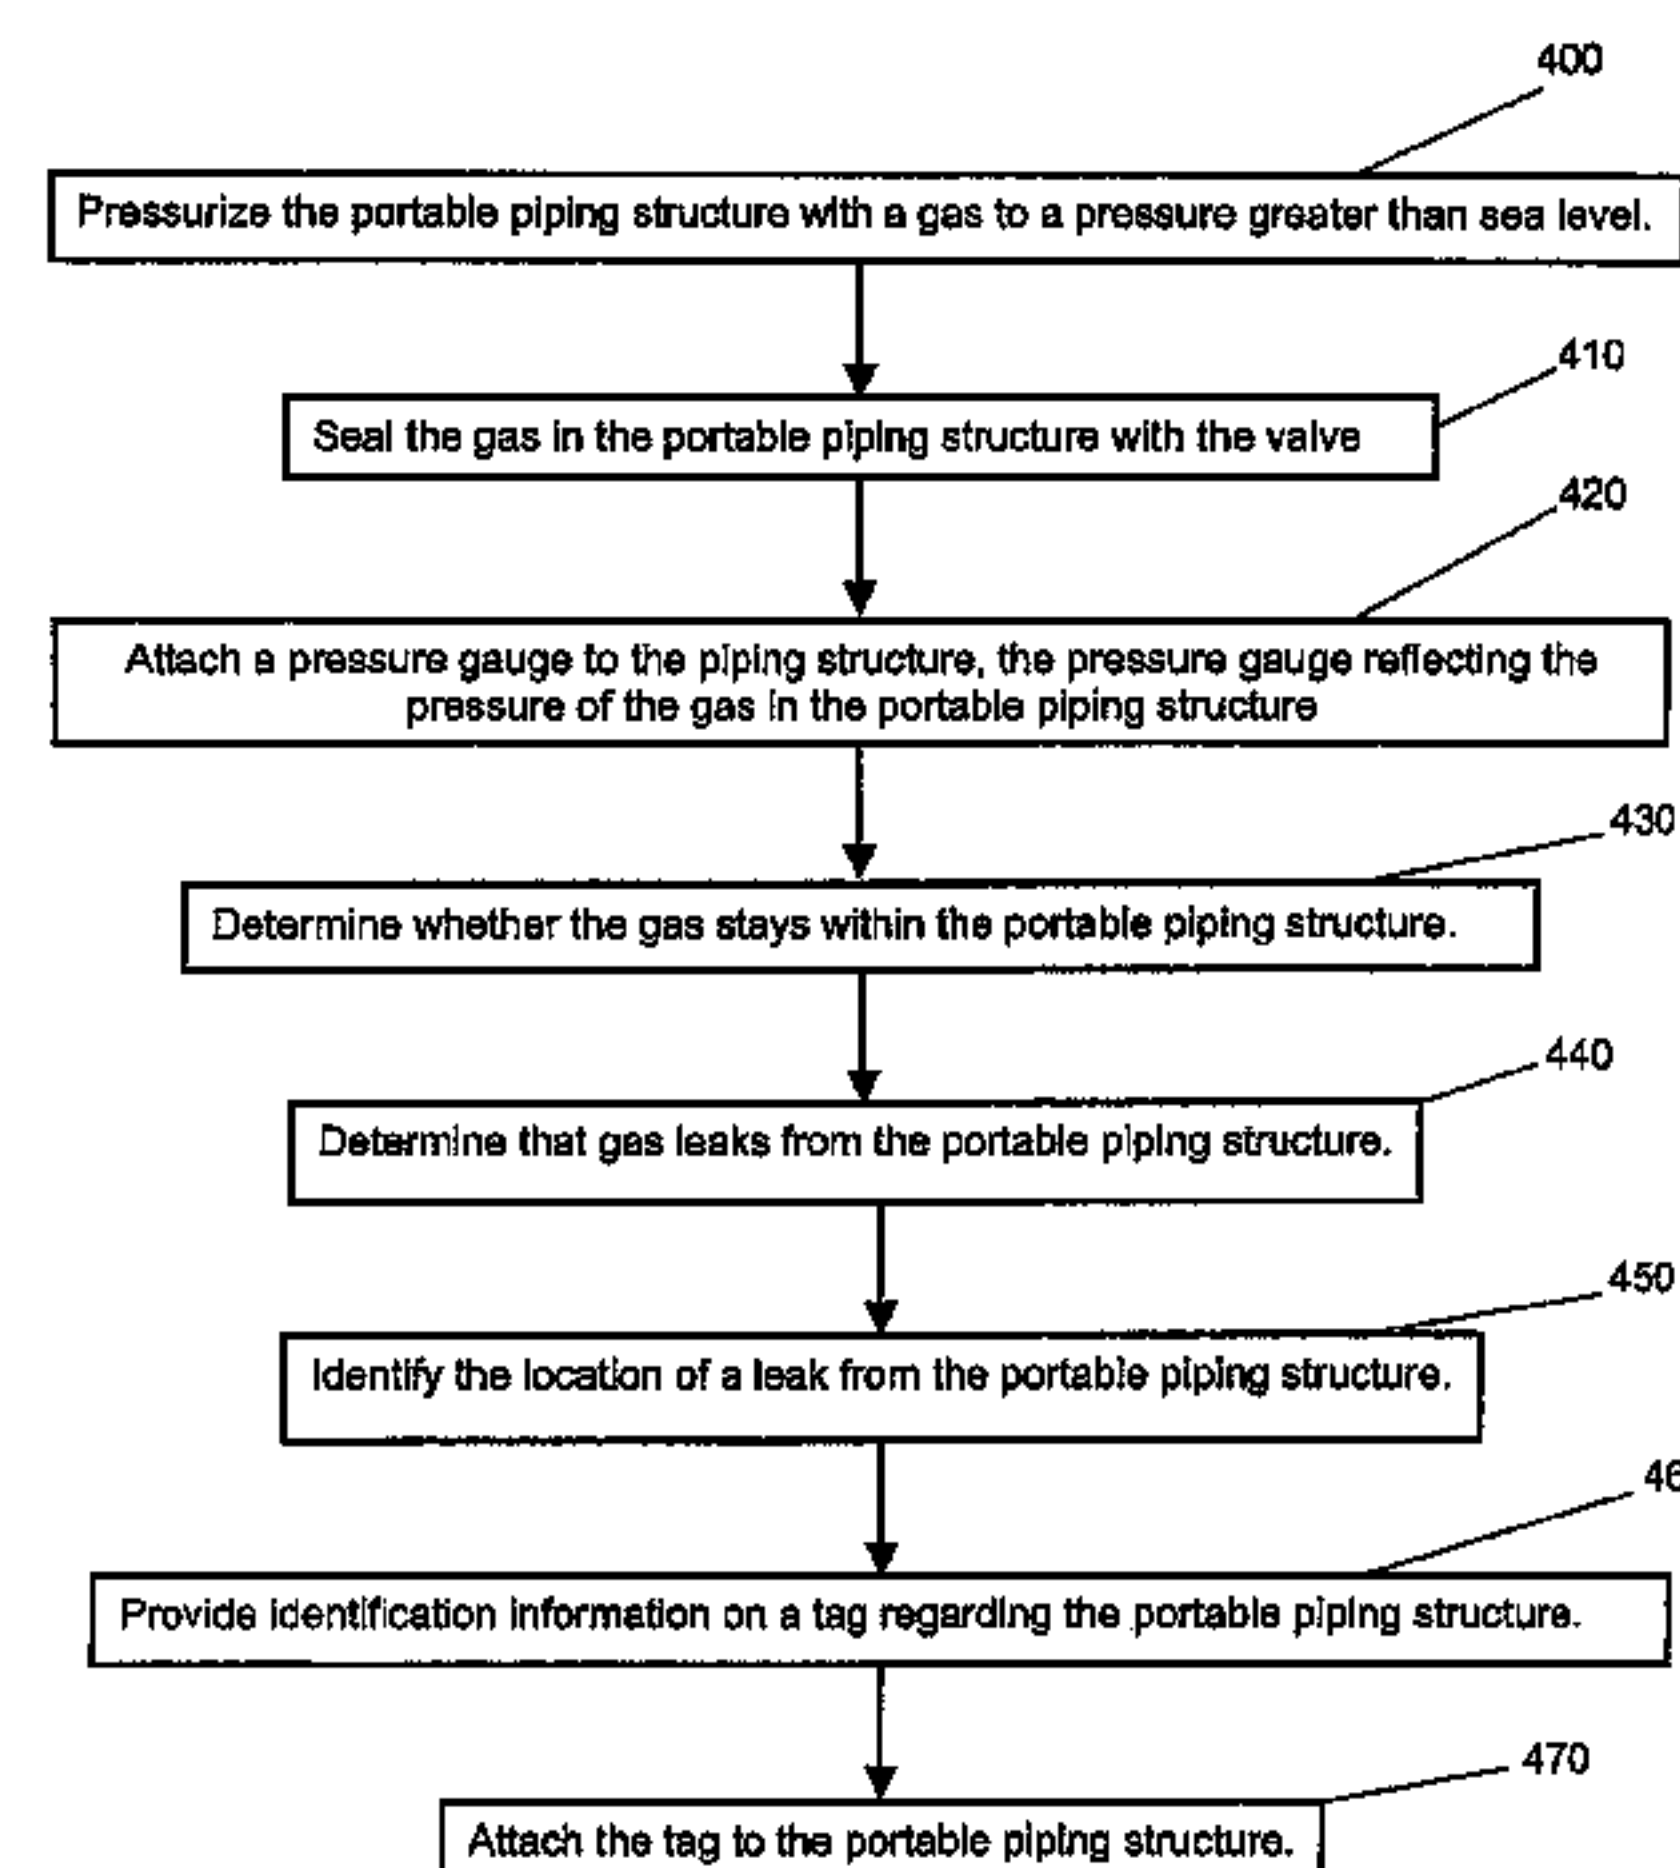 400
Pressurize the portable piping structure with a gas to a pressure greater than sea level.
410
Seal the gas in the portable piping structure with the valve
420
Attach a pressure gauge to the piping structure, the pressure gauge reflecting the
pressure of the gas in the portable piping structure
430
Determine whether the gas stays within the portable piping structure.
440
Determine that gas leaks from the portable piping structure.
450
Identify the location of a leak from the portable piping structure.
46
Provide identification information on a tag regarding the portable piping structure.
470
Attach the tag to the portable piping structure.